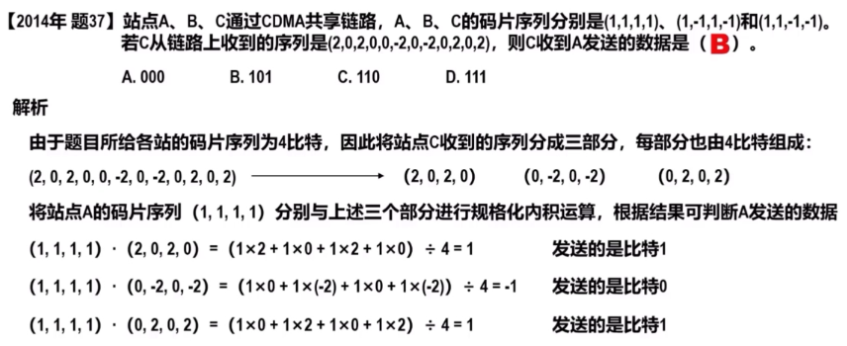 【2014年 题37】站点A、B、C通过CDMA共享链路，A、B、C的码片序列分别是(1,1,1,1)、(1,-1,1,-1)和(1,1,-1,-1)。
若C从链路上收到的序列是(2,0,2,0,0,-2,0,-2,0,2,0,2)，则C收到A发送的数据是（B）。
A. 000 B. 101 C. 110 D. 111
解析
由于题目所给各站的码片序列为4比特，因此将站点C收到的序列分成三部分，每部分也由4比特组成：
(2, 0, 2, 0, 0, -2, 0, -2, 0, 2, 0, 2) （2, 0, 2, 0） （0, -2, 0, -2） （0, 2, 0, 2）
将站点A的码片序列（1, 1, 1, 1）分别与上述三个部分进行规格化内积运算，根据结果可判断A发送的数据
（1, 1, 1, 1）·（2, 0, 2, 0）=（1×2 + 1×0 + 1×2 + 1×0）÷ 4 = 1 发送的是比特1
（1, 1, 1, 1）·（0, -2, 0, -2）=（1×0 + 1×(-2) + 1×0 + 1×(-2)）÷ 4 = -1 发送的是比特0
（1, 1, 1, 1）·（0, 2, 0, 2）=（1×0 + 1×2 + 1×0 + 1×2）÷ 4 = 1 发送的是比特1